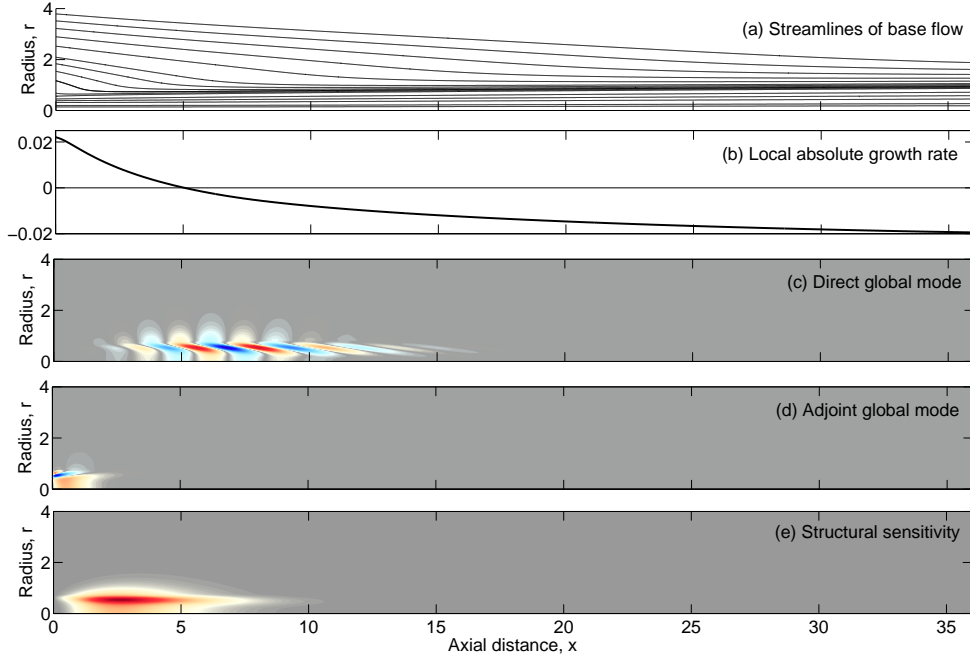 4
2
0
Radius, r
(a) Streamlines of base flow
0.02
0
−0.02
(b) Local absolute growth rate
4
2
0
Radius, r
(c) Direct global mode
4
2
0
Radius, r
(d) Adjoint global mode
4
2
0
Radius, r
(e) Structural sensitivity
0 5 10 15 20 25 30 35
Axial distance, x